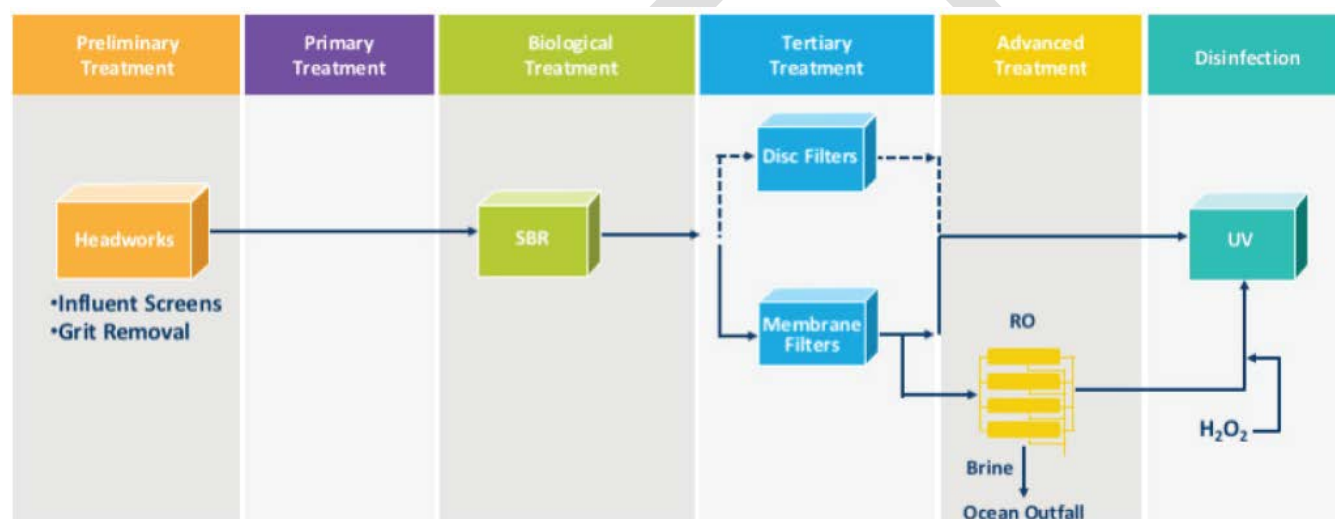 Preliminary
Treatment
Primary
Treatment
Biological
Treatment
Tertiary
Treatment
Advanced
Treatment
Disinfection
Disc Filters
Headworks
SBR
UV
•Influent Screens
•Grit Removal
Membrane
Filters
RO
H₂O₂
Brine
Ocean Outfall